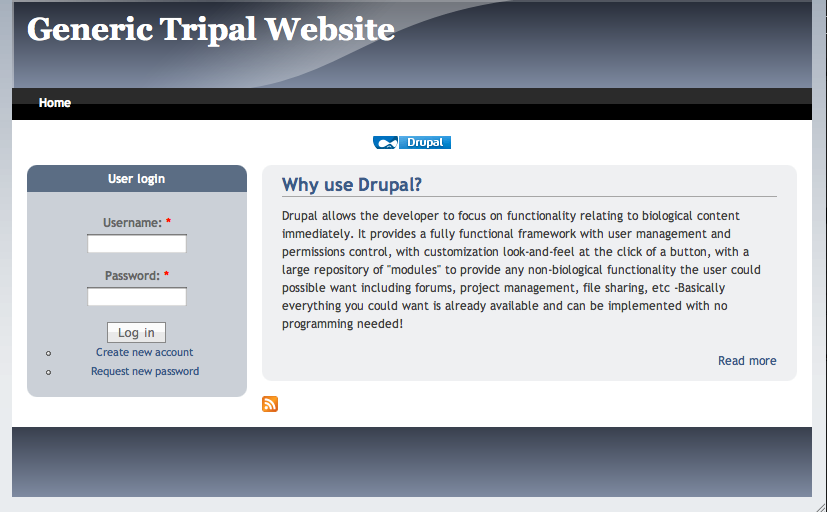 Generic Tripal Website
Home
Drupal
User login
Username: *
Password: *
Log in
Create new account
Request new password
Why use Drupal?
Drupal allows the developer to focus on functionality relating to biological content
immediately. It provides a fully functional framework with user management and
permissions control, with customization look-and-feel at the click of a button, with a
large repository of "modules" to provide any non-biological functionality the user could
possible want including forums, project management, file sharing, etc -Basically
everything you could want is already available and can be implemented with no
programming needed!
Read more